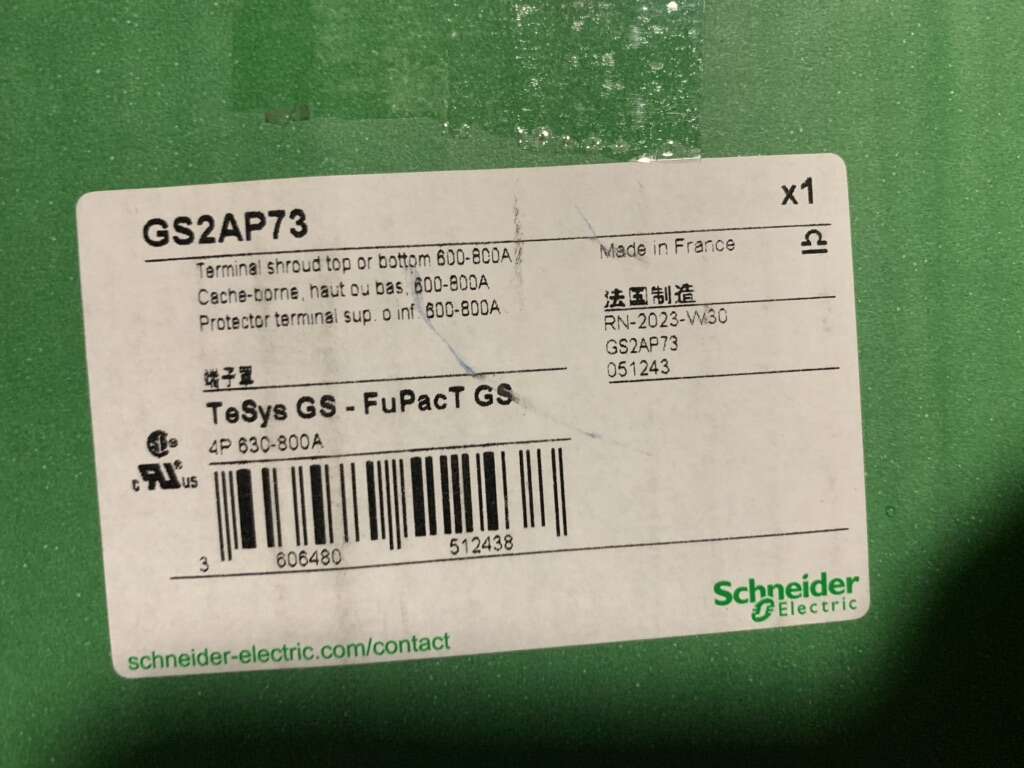 GS2AP73
x1
Terminal shroud top or bottom 600-800A
Cache-borne, haut ou bas, 600-800A
Protector terminal sup. o inf. 600-800A
Made in France
法国制造
RN-2023-W30
GS2AP73
051243
端子罩
TeSys GS - FuPacT GS
4P 630-800A
c UL ® us
3 606480 512438
Schneider
Electric
schneider-electric.com/contact